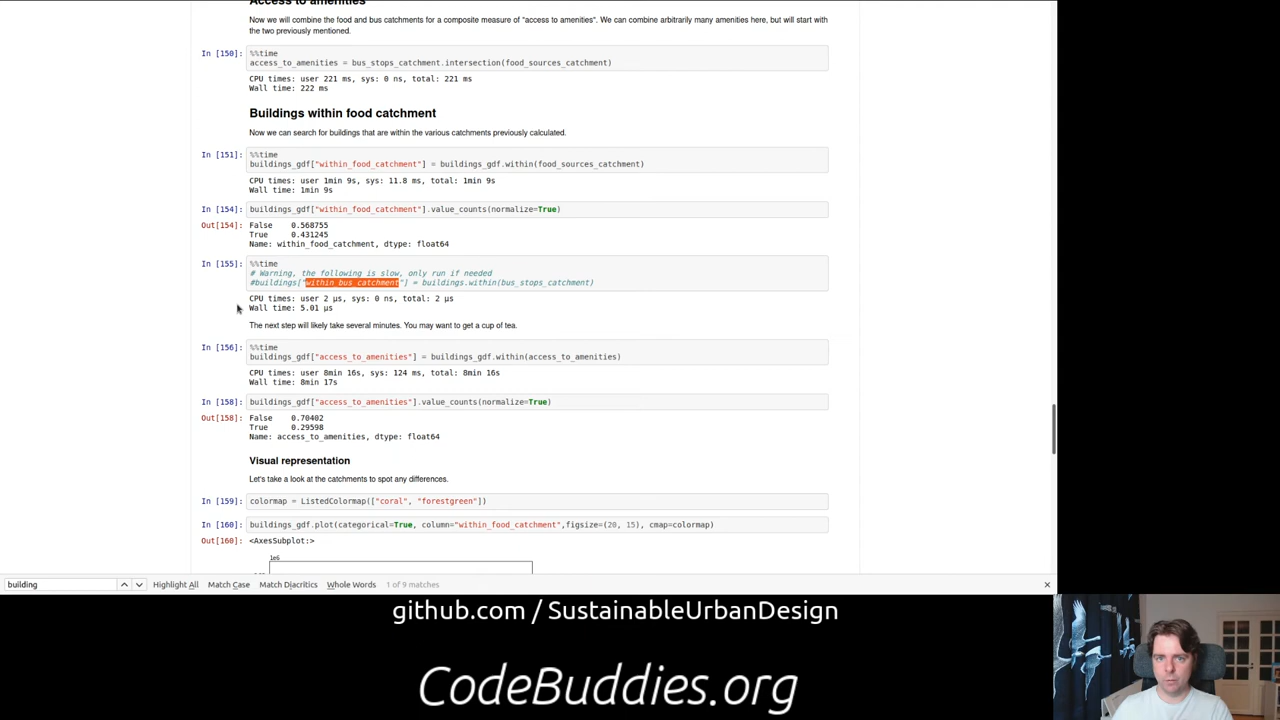 Access to amenities
Now we will combine the food and bus catchments for a composite measure of "access to amenities". We can combine arbitrarily many amenities here, but will start with
the two previously mentioned.
In [150]: %%time
access_to_amenities = bus_stops_catchment.intersection(food_sources_catchment)
CPU times: user 221 ms, sys: 0 ns, total: 221 ms
Wall time: 222 ms
Buildings within food catchment
Now we can search for buildings that are within the various catchments previously calculated.
In [151]: %%time
buildings_gdf["within_food_catchment"] = buildings_gdf.within(food_sources_catchment)
CPU times: user 1min 9s, sys: 11.8 ms, total: 1min 9s
Wall time: 1min 9s
In [154]: buildings_gdf["within_food_catchment"].value_counts(normalize=True)
Out[154]: False    0.568755
True     0.431245
Name: within_food_catchment, dtype: float64
In [155]: %%time
# Warning, the following is slow, only run if needed
#buildings["within_bus_catchment"] = buildings.within(bus_stops_catchment)
CPU times: user 2 µs, sys: 0 ns, total: 2 µs
Wall time: 5.01 µs
The next step will likely take several minutes. You may want to get a cup of tea.
In [156]: %%time
buildings_gdf["access_to_amenities"] = buildings_gdf.within(access_to_amenities)
CPU times: user 8min 16s, sys: 124 ms, total: 8min 16s
Wall time: 8min 17s
In [158]: buildings_gdf["access_to_amenities"].value_counts(normalize=True)
Out[158]: False    0.70402
True     0.29598
Name: access_to_amenities, dtype: float64
Visual representation
Let's take a look at the catchments to spot any differences.
In [159]: colormap = ListedColormap(["coral", "forestgreen"])
In [160]: buildings_gdf.plot(categorical=True, column="within_food_catchment",figsize=(20, 15), cmap=colormap)
Out[160]: <AxesSubplot:>
1e6
building Highlight All Match Case Match Diacritics Whole Words 1 of 9 matches
github.com / SustainableUrbanDesign
CodeBuddies.org